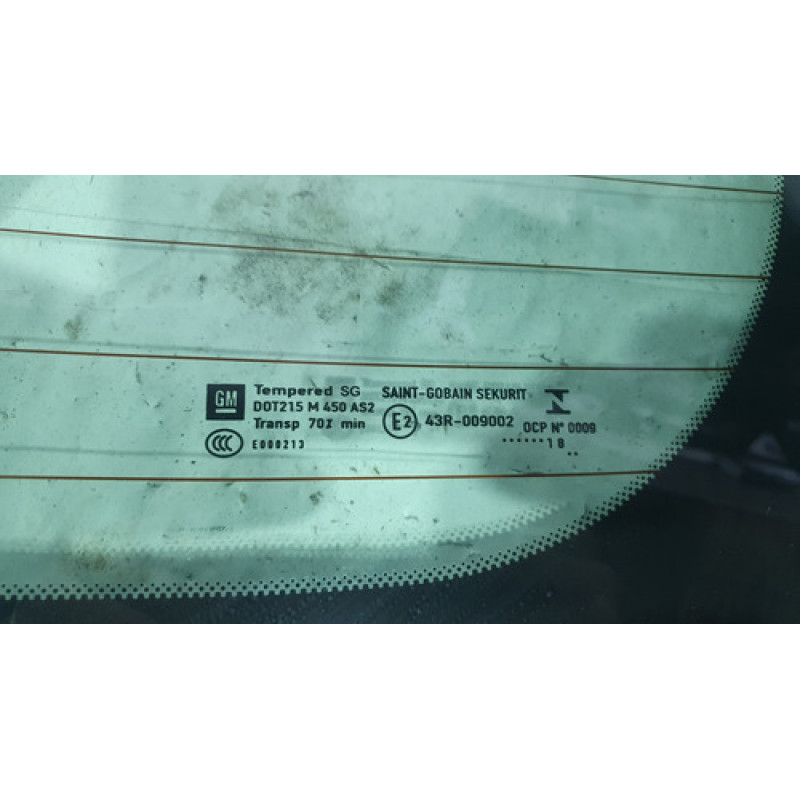 GM
Tempered SG
DOT215 M 450 AS2
Transp 70% min
CCC
E000213
SAINT-GOBAIN SEKURIT
E2 43R-009002
OCP Nº 0009
......18
..